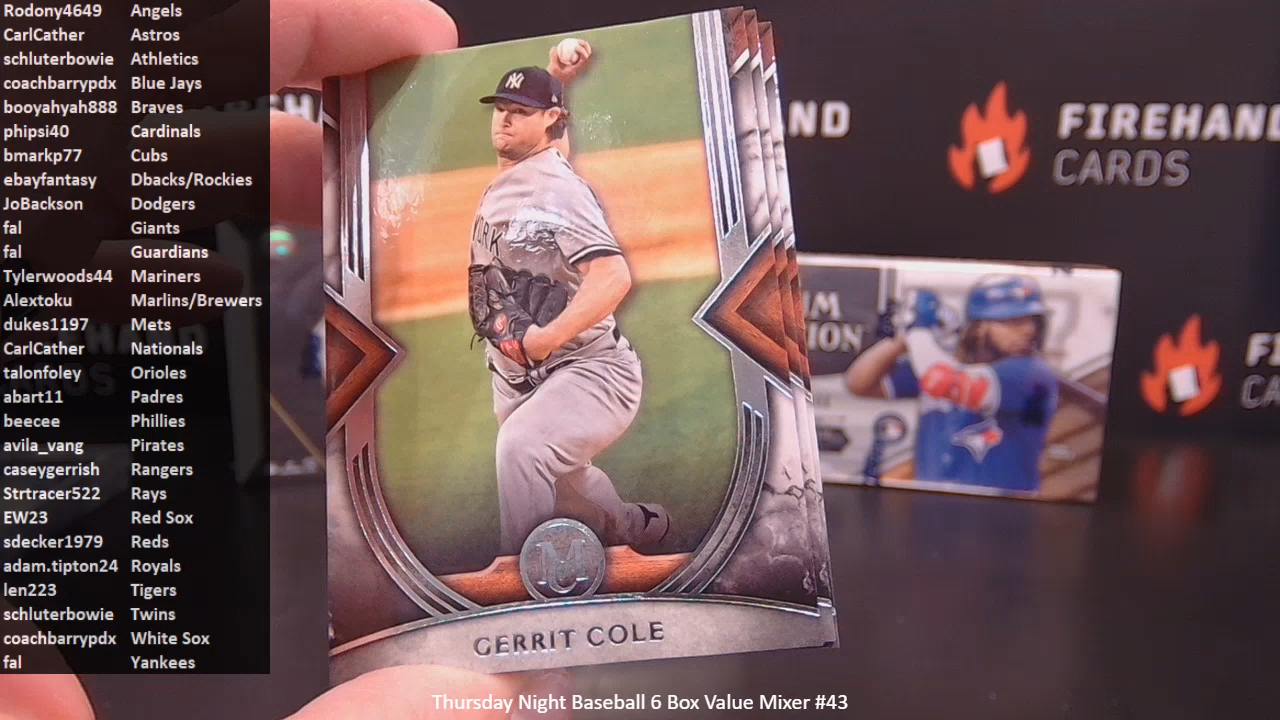 Rodony4649 Angels
CarlCather Astros
schluterbowie Athletics
coachbarrypdx Blue Jays
booyahyah888 Braves
phipsi40 Cardinals
bmarkp77 Cubs
ebayfantasy Dbacks/Rockies
JoBackson Dodgers
fal Giants
fal Guardians
Tylerwoods44 Mariners
Alextoku Marlins/Brewers
dukes1197 Mets
CarlCather Nationals
talonfoley Orioles
abart11 Padres
beecee Phillies
avila_vang Pirates
caseygerrish Rangers
Strtracer522 Rays
EW23 Red Sox
sdecker1979 Reds
adam.tipton24 Royals
len223 Tigers
schluterbowie Twins
coachbarrypdx White Sox
fal Yankees
NY
GERRIT COLE
FIREHAND
CARDS
Thursday Night Baseball 6 Box Value Mixer #43